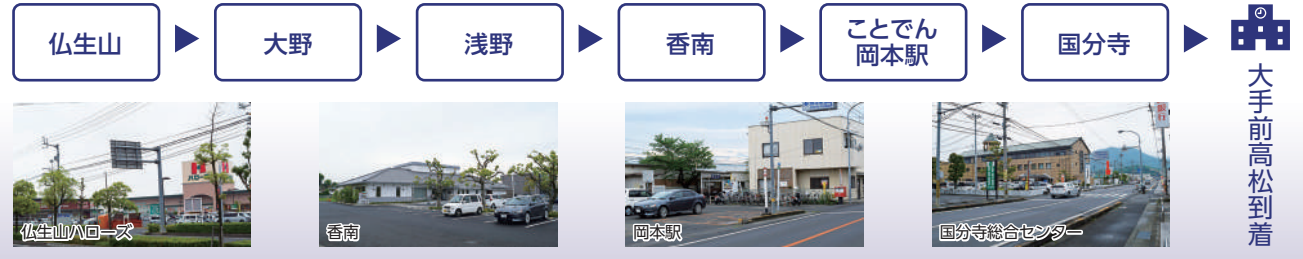 仏生山
大野
浅野
香南
ことでん
岡本駅
国分寺
大手前高松到着
仏生山ハローズ
香南
岡本駅
国分寺総合センター